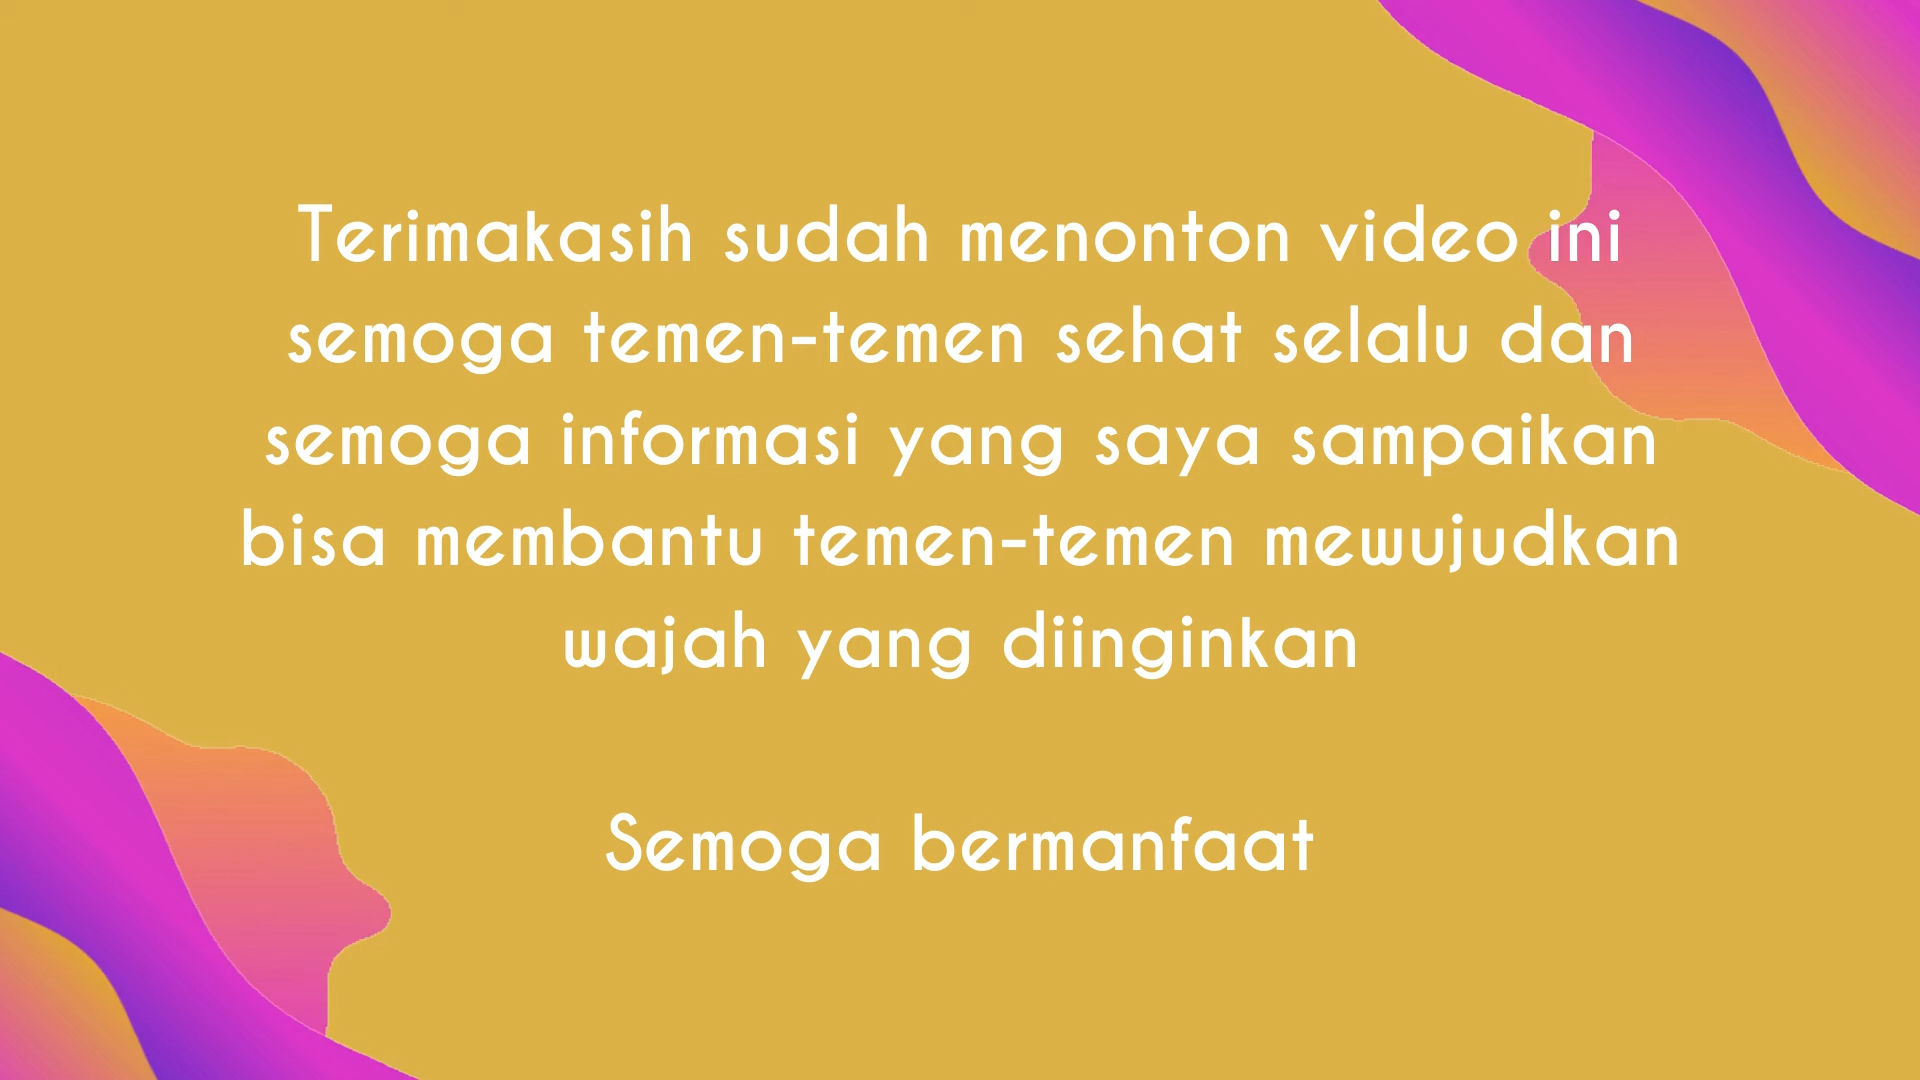 Terimakasih sudah menonton video ini
semoga temen-temen sehat selalu dan
semoga informasi yang saya sampaikan
bisa membantu temen-temen mewujudkan
wajah yang diinginkan
Semoga bermanfaat